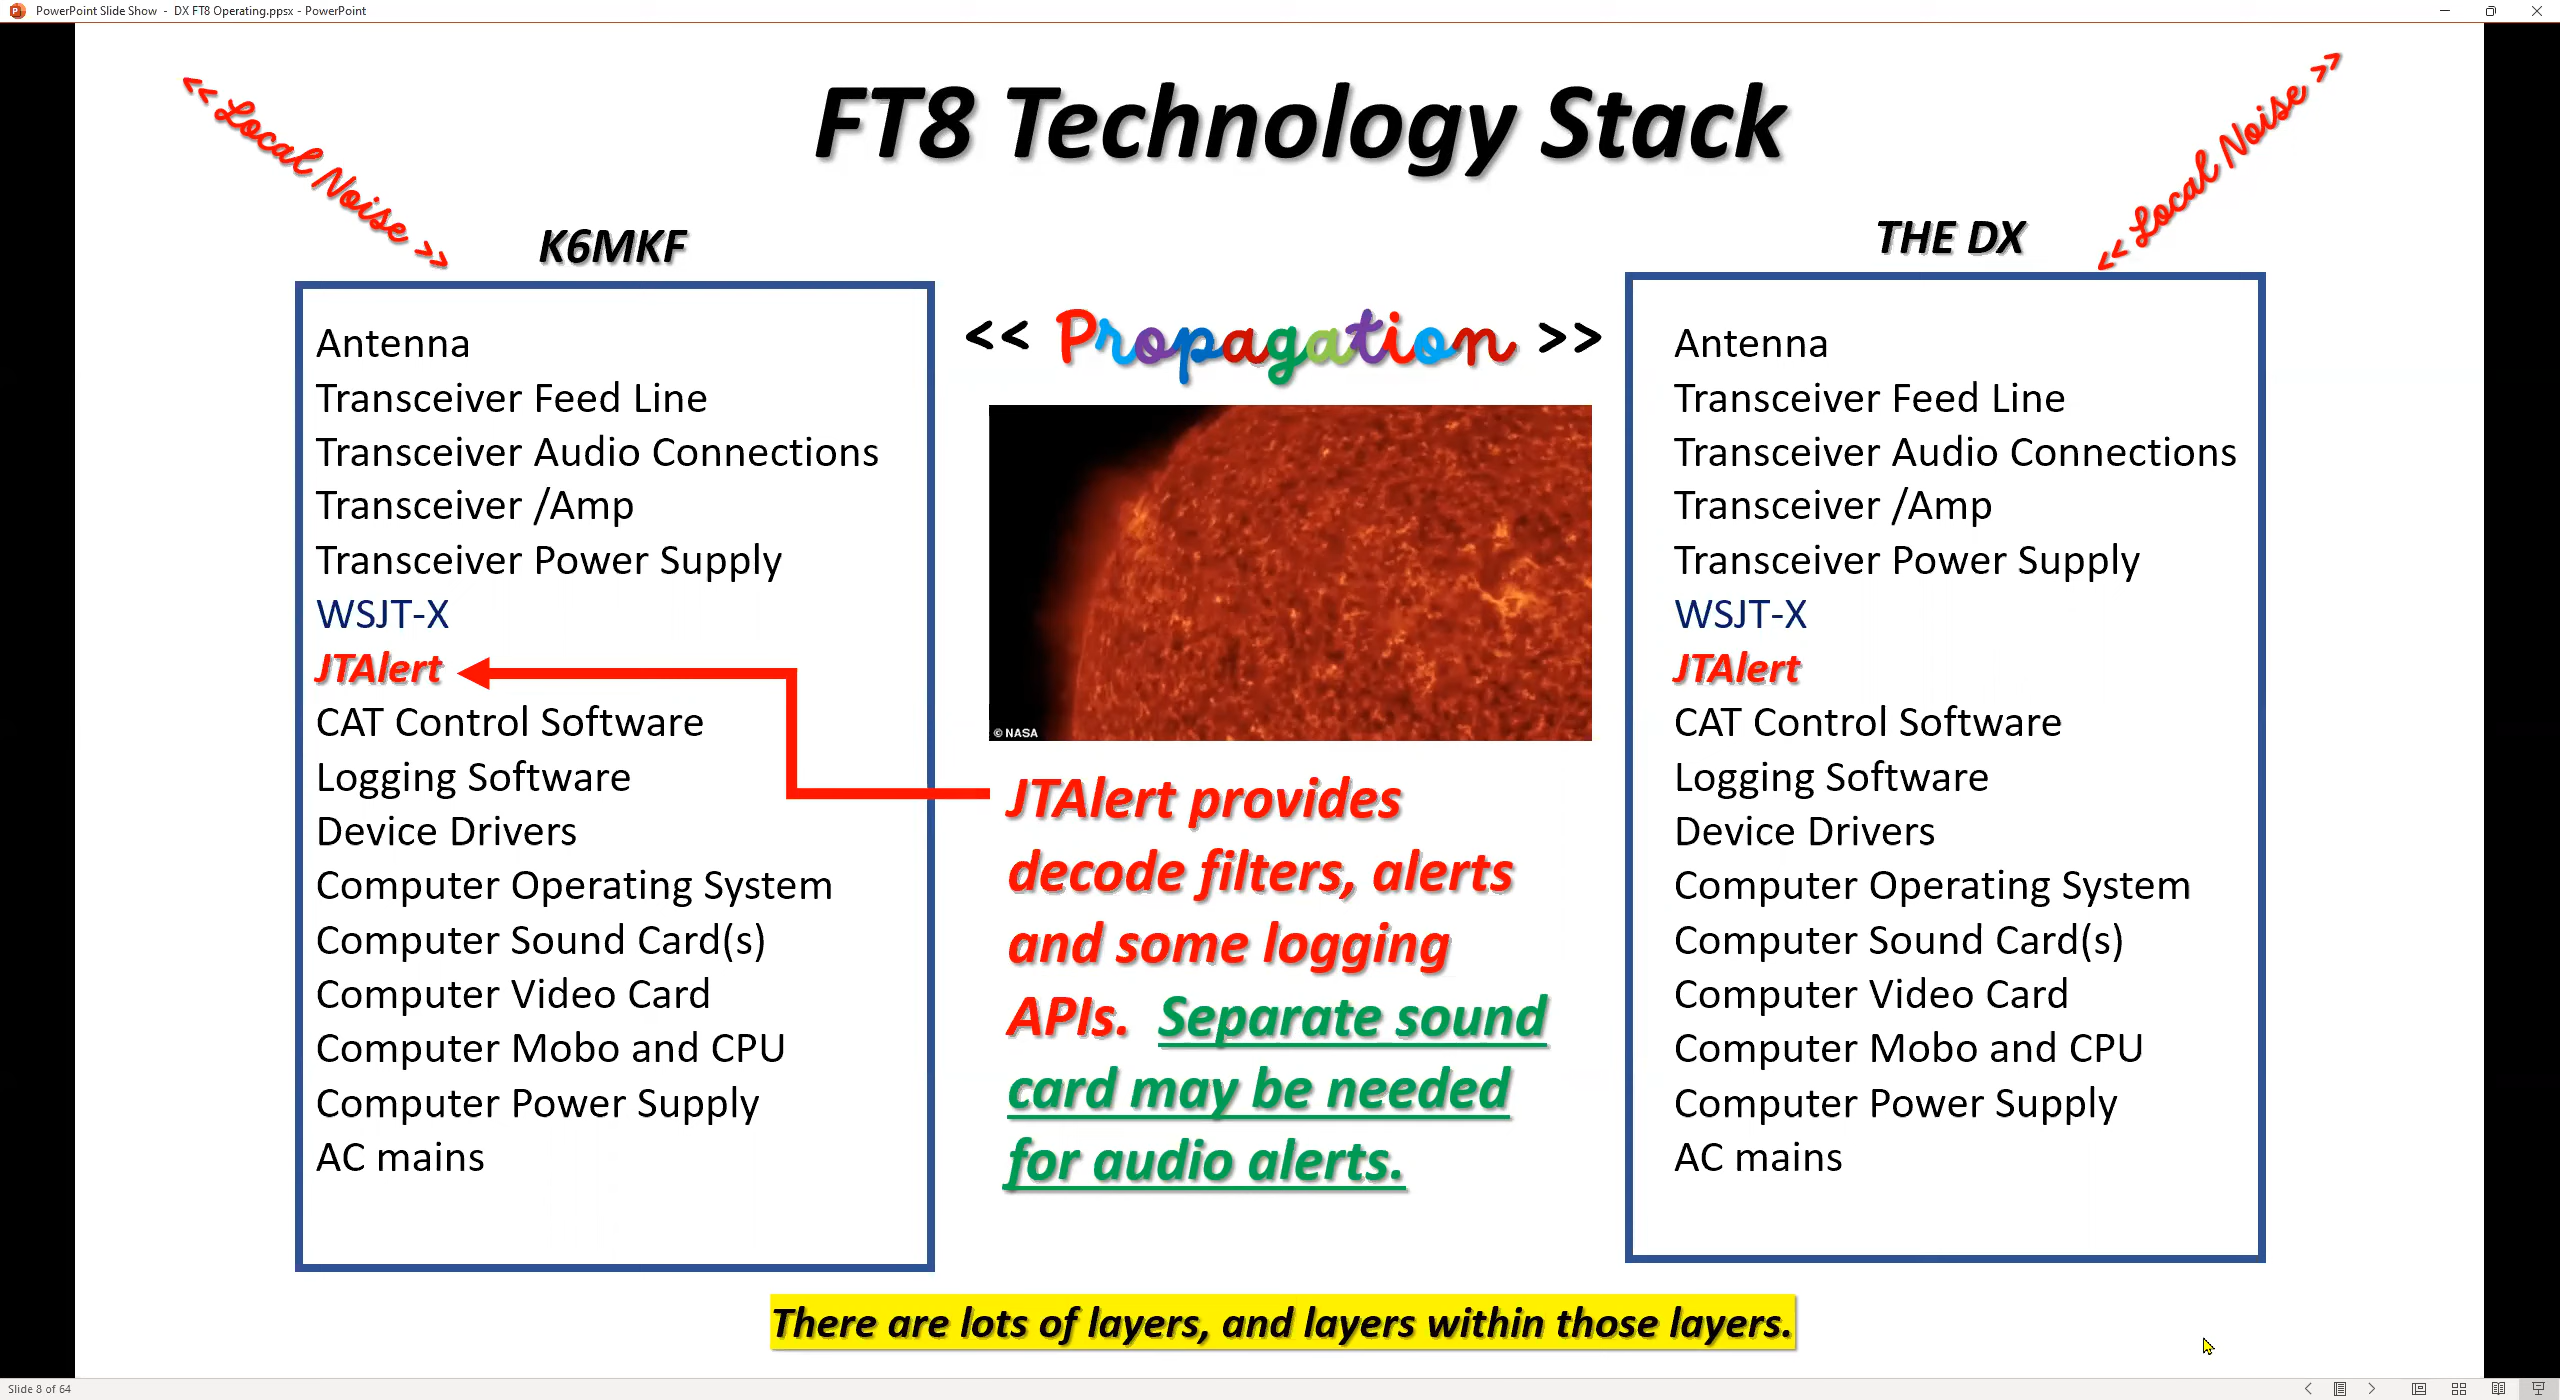 PowerPoint Slide Show - DX FT8 Operating.ppsx - PowerPoint
<< Local Noise >>
FT8 Technology Stack
<< Local Noise >>
K6MKF
Antenna
Transceiver Feed Line
Transceiver Audio Connections
Transceiver /Amp
Transceiver Power Supply
WSJT-X
JTAlert
CAT Control Software
Logging Software
Device Drivers
Computer Operating System
Computer Sound Card(s)
Computer Video Card
Computer Mobo and CPU
Computer Power Supply
AC mains
<< Propagation >>
© NASA
JTAlert provides
decode filters, alerts
and some logging
APIs. Separate sound
card may be needed
for audio alerts.
THE DX
Antenna
Transceiver Feed Line
Transceiver Audio Connections
Transceiver /Amp
Transceiver Power Supply
WSJT-X
JTAlert
CAT Control Software
Logging Software
Device Drivers
Computer Operating System
Computer Sound Card(s)
Computer Video Card
Computer Mobo and CPU
Computer Power Supply
AC mains
There are lots of layers, and layers within those layers.
Slide 8 of 64